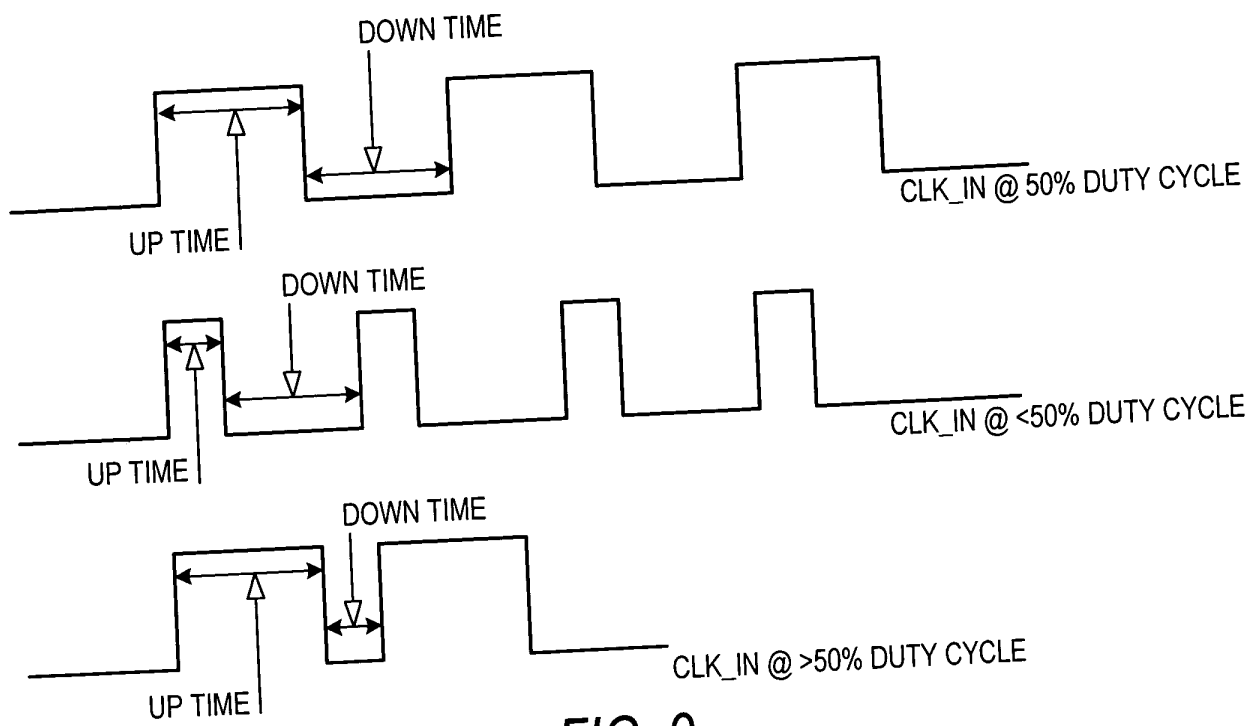 DOWN TIME
UP TIME
CLK_IN @ 50% DUTY CYCLE
DOWN TIME
UP TIME
CLK_IN @ <50% DUTY CYCLE
DOWN TIME
UP TIME
CLK_IN @ >50% DUTY CYCLE
FIG.